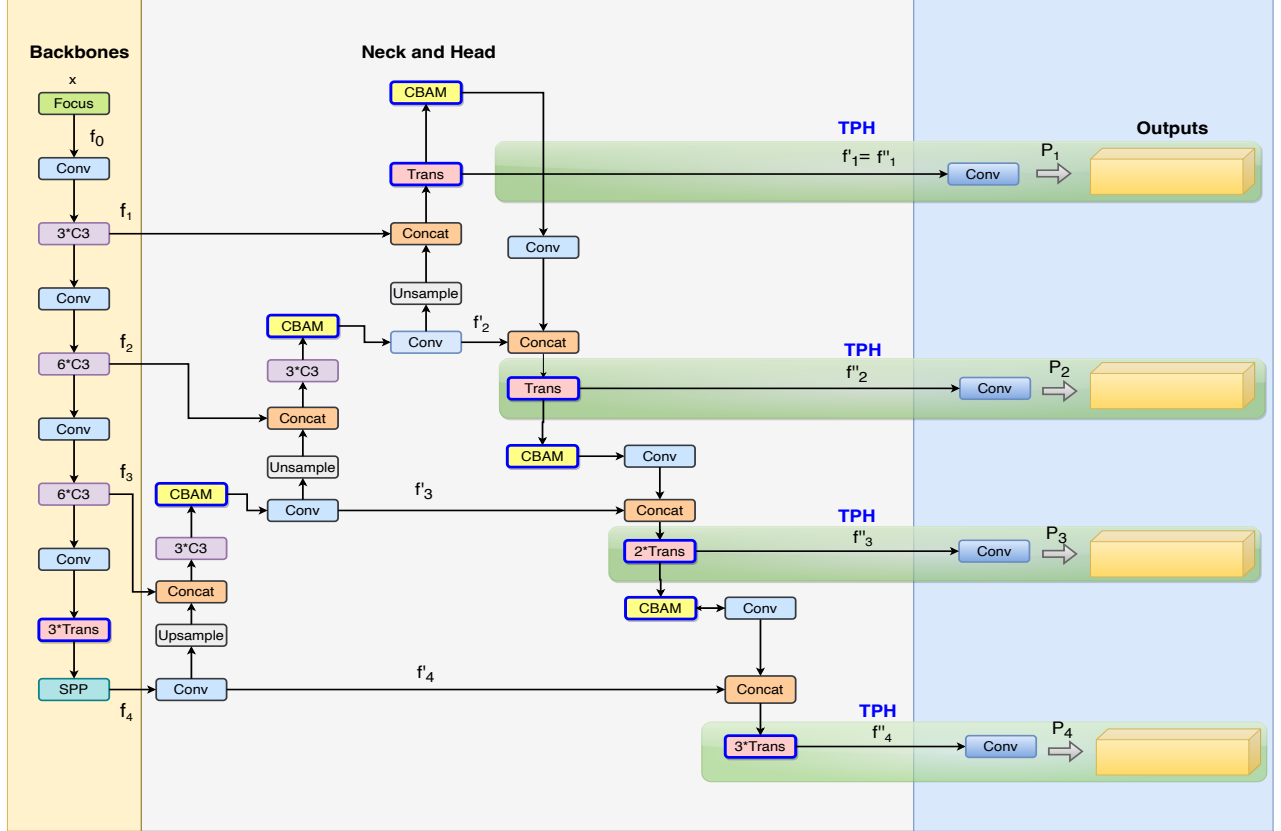 Backbones
Neck and Head
x
CBAM
Focus
f0
TPH
Outputs
Conv
f'1= f''1
P1
Trans
Conv
f1
3*C3
Concat
Conv
Conv
Unsample
CBAM
f'2
Conv
Concat
f2
6*C3
3*C3
TPH
f''2
P2
Trans
Conv
Concat
Conv
CBAM
Conv
Unsample
f3
6*C3
CBAM
f'3
Conv
Concat
TPH
f''3
P3
3*C3
2*Trans
Conv
Conv
Concat
CBAM
Conv
3*Trans
Upsample
SPP
Conv
f'4
Concat
f4
TPH
f''4
P4
3*Trans
Conv